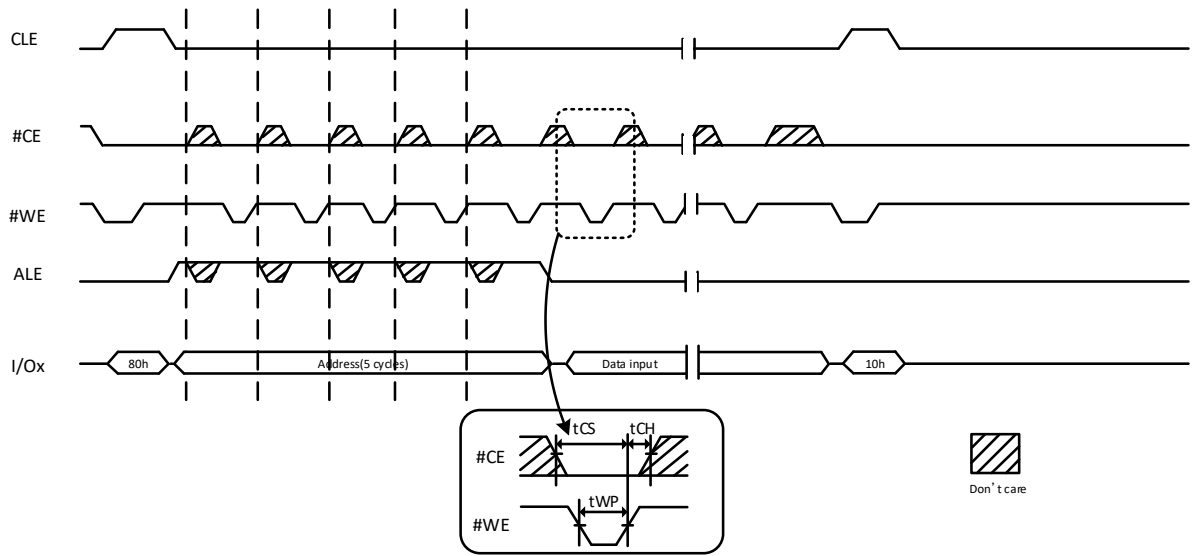 CLE
#CE
#WE
ALE
I/Ox
80h
Address(5 cycles)
Data input
10h
tCS
tCH
#CE
tWP
#WE
Don't care